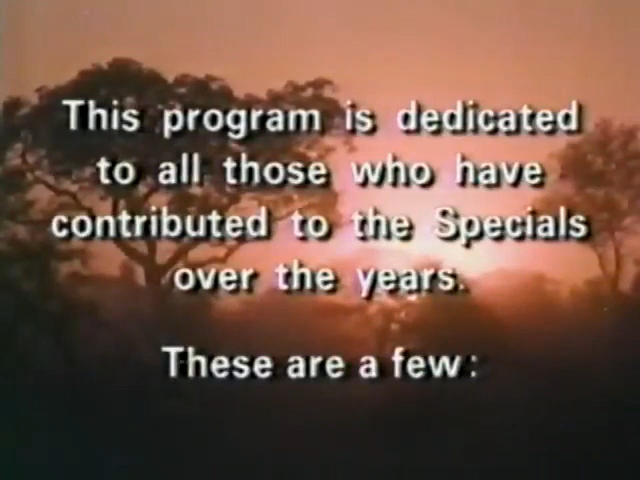 This program is dedicated
to all those who have
contributed to the Specials
over the years.
These are a few: